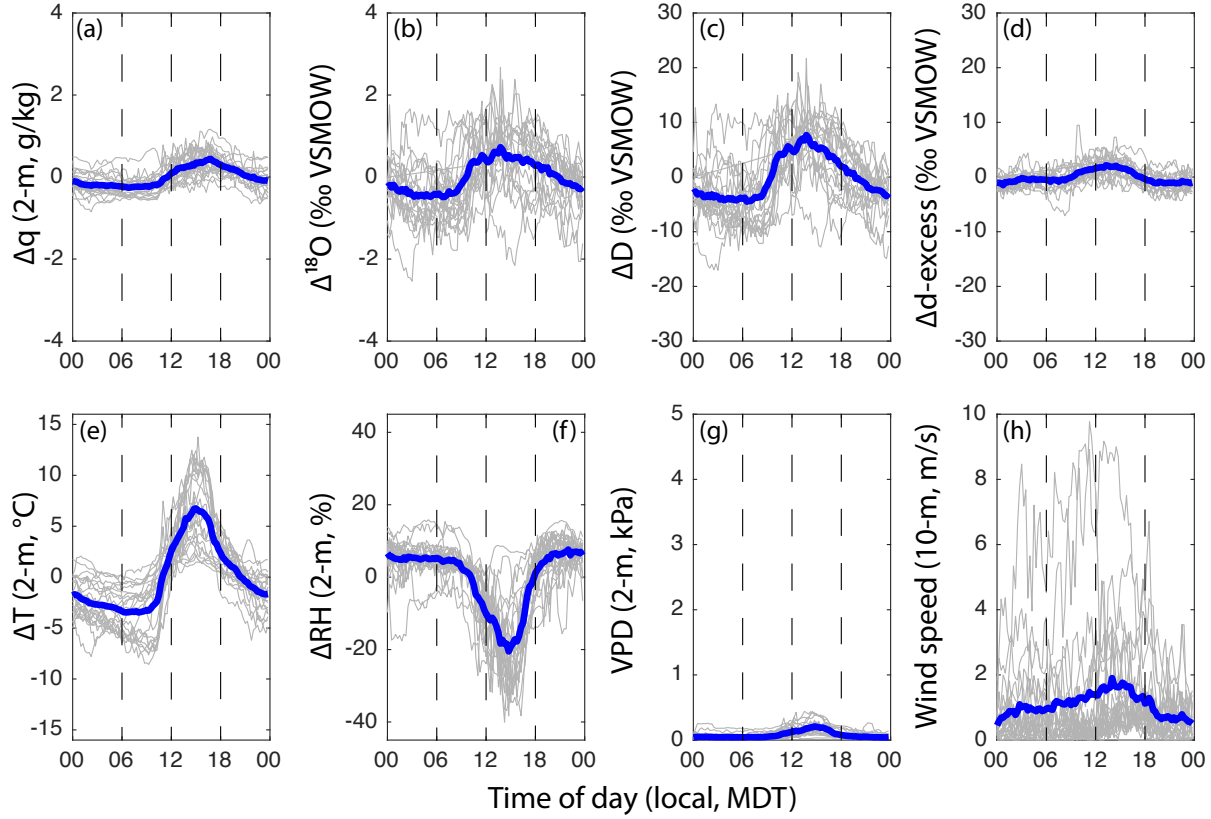 (a)
(b)
(c)
(d)
Δq (2-m, g/kg)
4
2
0
-2
-4
00 06 12 18 00
Δ¹⁸O (‰ VSMOW)
4
2
0
-2
-4
00 06 12 18 00
ΔD (‰ VSMOW)
30
20
10
0
-10
-20
-30
00 06 12 18 00
Δd-excess (‰ VSMOW)
30
20
10
0
-10
-20
-30
00 06 12 18 00
(e)
(f)
(g)
(h)
ΔT (2-m, °C)
15
10
5
0
-5
-10
-15
00 06 12 18 00
ΔRH (2-m, %)
40
20
0
-20
-40
00 06 12 18 00
VPD (2-m, kPa)
5
4
3
2
1
0
00 06 12 18 00
Wind speed (10-m, m/s)
10
8
6
4
2
0
00 06 12 18 00
Time of day (local, MDT)